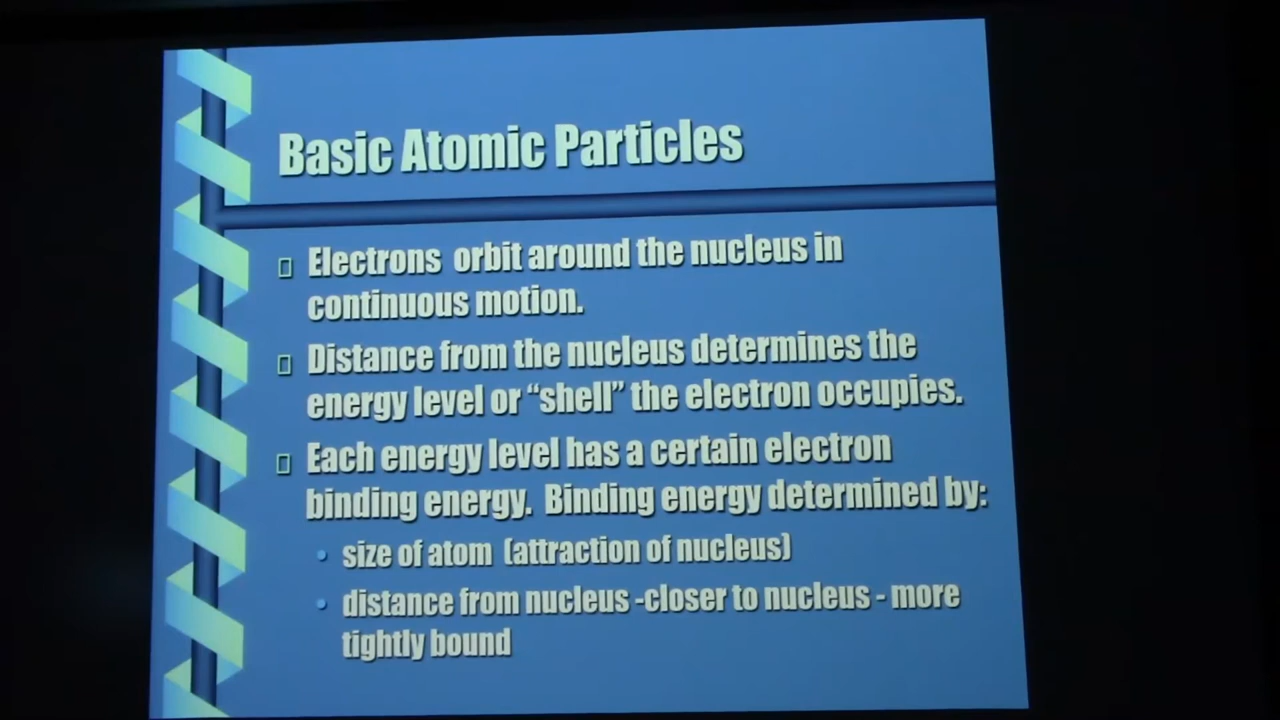 Basic Atomic Particles
Electrons orbit around the nucleus in
continuous motion.
Distance from the nucleus determines the
energy level or “shell” the electron occupies.
Each energy level has a certain electron
binding energy. Binding energy determined by:
• size of atom (attraction of nucleus)
• distance from nucleus -closer to nucleus - more
tightly bound